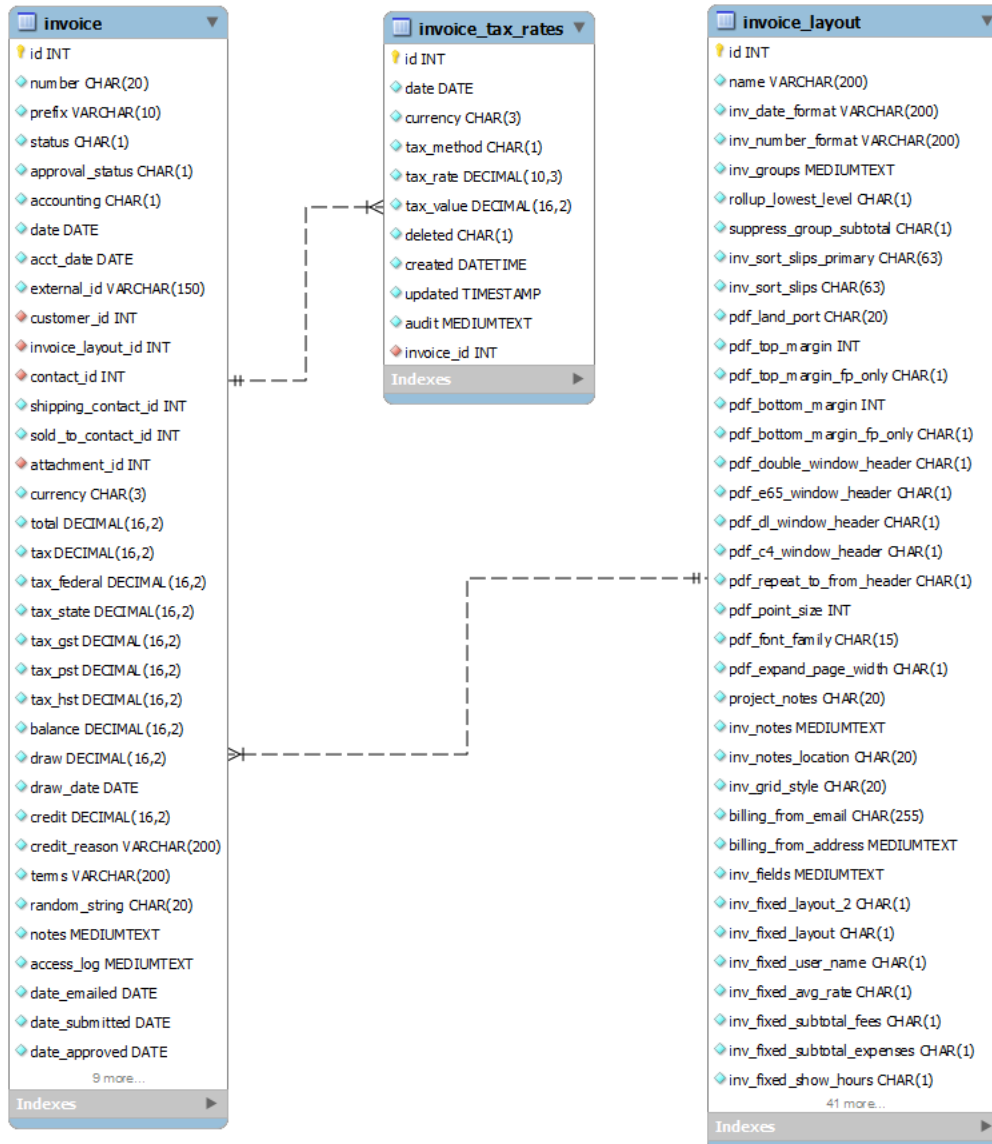 invoice
id INT
number CHAR(20)
prefix VARCHAR(10)
status CHAR(1)
approval_status CHAR(1)
accounting CHAR(1)
date DATE
acct_date DATE
external_id VARCHAR(150)
customer_id INT
invoice_layout_id INT
contact_id INT
shipping_contact_id INT
sold_to_contact_id INT
attachment_id INT
currency CHAR(3)
total DECIMAL(16,2)
tax DECIMAL(16,2)
tax_federal DECIMAL(16,2)
tax_state DECIMAL(16,2)
tax_gst DECIMAL(16,2)
tax_pst DECIMAL(16,2)
tax_hst DECIMAL(16,2)
balance DECIMAL(16,2)
draw DECIMAL(16,2)
draw_date DATE
credit DECIMAL(16,2)
credit_reason VARCHAR(200)
terms VARCHAR(200)
random_string CHAR(20)
notes MEDIUMTEXT
access_log MEDIUMTEXT
date_emailed DATE
date_submitted DATE
date_approved DATE
9 more...
Indexes
invoice_tax_rates
id INT
date DATE
currency CHAR(3)
tax_method CHAR(1)
tax_rate DECIMAL(10,3)
tax_value DECIMAL(16,2)
deleted CHAR(1)
created DATETIME
updated TIMESTAMP
audit MEDIUMTEXT
invoice_id INT
Indexes
invoice_layout
id INT
name VARCHAR(200)
inv_date_format VARCHAR(200)
inv_number_format VARCHAR(200)
inv_groups MEDIUMTEXT
rollup_lowest_level CHAR(1)
suppress_group_subtotal CHAR(1)
inv_sort_slips_primary CHAR(63)
inv_sort_slips CHAR(63)
pdf_land_port CHAR(20)
pdf_top_margin INT
pdf_top_margin_fp_only CHAR(1)
pdf_bottom_margin INT
pdf_bottom_margin_fp_only CHAR(1)
pdf_double_window_header CHAR(1)
pdf_e65_window_header CHAR(1)
pdf_dl_window_header CHAR(1)
pdf_c4_window_header CHAR(1)
pdf_repeat_to_from_header CHAR(1)
pdf_point_size INT
pdf_font_family CHAR(15)
pdf_expand_page_width CHAR(1)
project_notes CHAR(20)
inv_notes MEDIUMTEXT
inv_notes_location CHAR(20)
inv_grid_style CHAR(20)
billing_from_email CHAR(255)
billing_from_address MEDIUMTEXT
inv_fields MEDIUMTEXT
inv_fixed_layout_2 CHAR(1)
inv_fixed_layout CHAR(1)
inv_fixed_user_name CHAR(1)
inv_fixed_avg_rate CHAR(1)
inv_fixed_subtotal_fees CHAR(1)
inv_fixed_subtotal_expenses CHAR(1)
inv_fixed_show_hours CHAR(1)
41 more...
Indexes